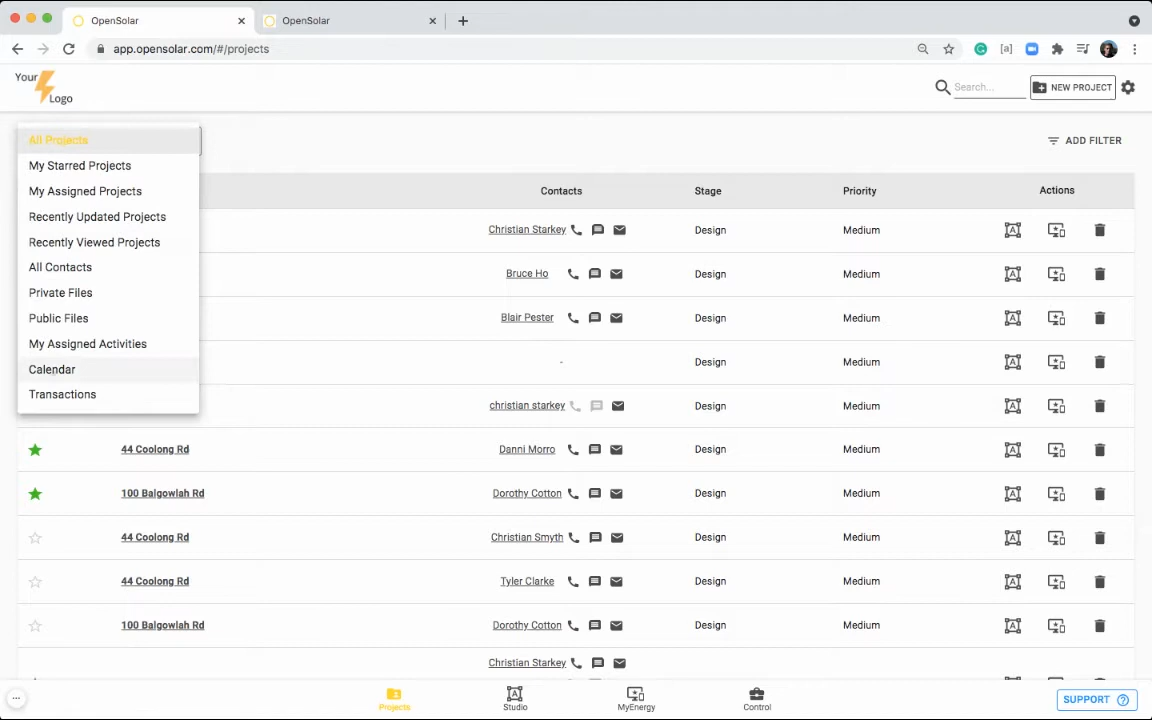 OpenSolar
OpenSolar
app.opensolar.com/#/projects
[a]
Your
Logo
Search...
NEW PROJECT
ADD FILTER
All Projects
My Starred Projects
My Assigned Projects
Recently Updated Projects
Recently Viewed Projects
All Contacts
Private Files
Public Files
My Assigned Activities
Calendar
Transactions
Contacts Stage Priority Actions
Christian Starkey Design Medium
Bruce Ho Design Medium
Blair Pester Design Medium
- Design Medium
christian starkey Design Medium
44 Coolong Rd Danni Morro Design Medium
100 Balgowlah Rd Dorothy Cotton Design Medium
44 Coolong Rd Christian Smyth Design Medium
44 Coolong Rd Tyler Clarke Design Medium
100 Balgowlah Rd Dorothy Cotton Design Medium
Christian Starkey
Projects Studio MyEnergy Control
SUPPORT